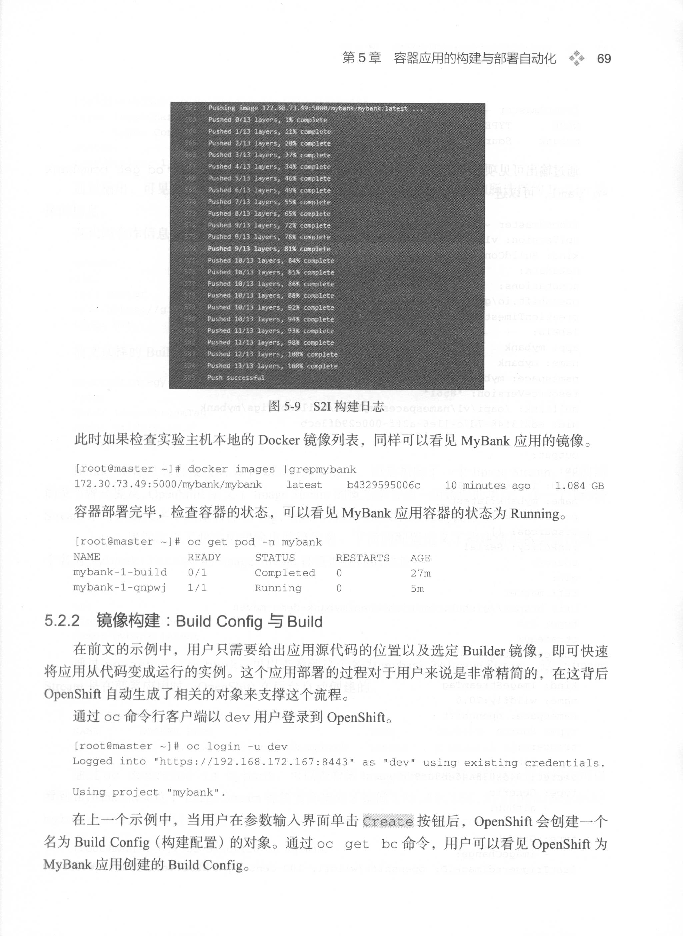 第5章 容器应用的构建与部署自动化 69
Pushing image 172.30.73.49:5000/mybank/mybank:latest ...
Pushed 0/13 layers, 1% complete
Pushed 1/13 layers, 11% complete
Pushed 2/13 layers, 20% complete
Pushed 3/13 layers, 37% complete
Pushed 4/13 layers, 34% complete
Pushed 5/13 layers, 46% complete
Pushed 6/13 layers, 49% complete
Pushed 7/13 layers, 55% complete
Pushed 8/13 layers, 65% complete
Pushed 9/13 layers, 72% complete
Pushed 9/13 layers, 78% complete
Pushed 9/13 layers, 81% complete
Pushed 10/13 layers, 84% complete
Pushed 10/13 layers, 85% complete
Pushed 10/13 layers, 86% complete
Pushed 10/13 layers, 88% complete
Pushed 10/13 layers, 92% complete
Pushed 10/13 layers, 94% complete
Pushed 11/13 layers, 93% complete
Pushed 11/13 layers, 98% complete
Pushed 12/13 layers, 100% complete
Pushed 13/13 layers, 100% complete
Push successful
图 5-9 S2I 构建日志
此时如果检查实验主机本地的 Docker 镜像列表，同样可以看见 MyBank 应用的镜像。
[root@master ~]# docker images |grepmybank
172.30.73.49:5000/mybank/mybank latest b4329595006c 10 minutes ago 1.084 GB
容器部署完毕，检查容器的状态，可以看见 MyBank 应用容器的状态为 Running。
[root@master ~]# oc get pod -n mybank
NAME READY STATUS RESTARTS AGE
mybank-1-build 0/1 Completed 0 27m
mybank-1-qnpwj 1/1 Running 0 5m
5.2.2 镜像构建：Build Config 与 Build
在前文的示例中，用户只需要给出应用源代码的位置以及选定 Builder 镜像，即可快速
将应用从代码变成运行的实例。这个应用部署的过程对于用户来说是非常精简的，在这背后
OpenShift 自动生成了相关的对象来支撑这个流程。
通过 oc 命令行客户端以 dev 用户登录到 OpenShift。
[root@master ~]# oc login -u dev
Logged into "https://192.168.172.167:8443" as "dev" using existing credentials.
Using project "mybank".
在上一个示例中，当用户在参数输入界面单击 Create 按钮后，OpenShift 会创建一个
名为 Build Config（构建配置）的对象。通过 oc get bc 命令，用户可以看见 OpenShift 为
MyBank 应用创建的 Build Config。